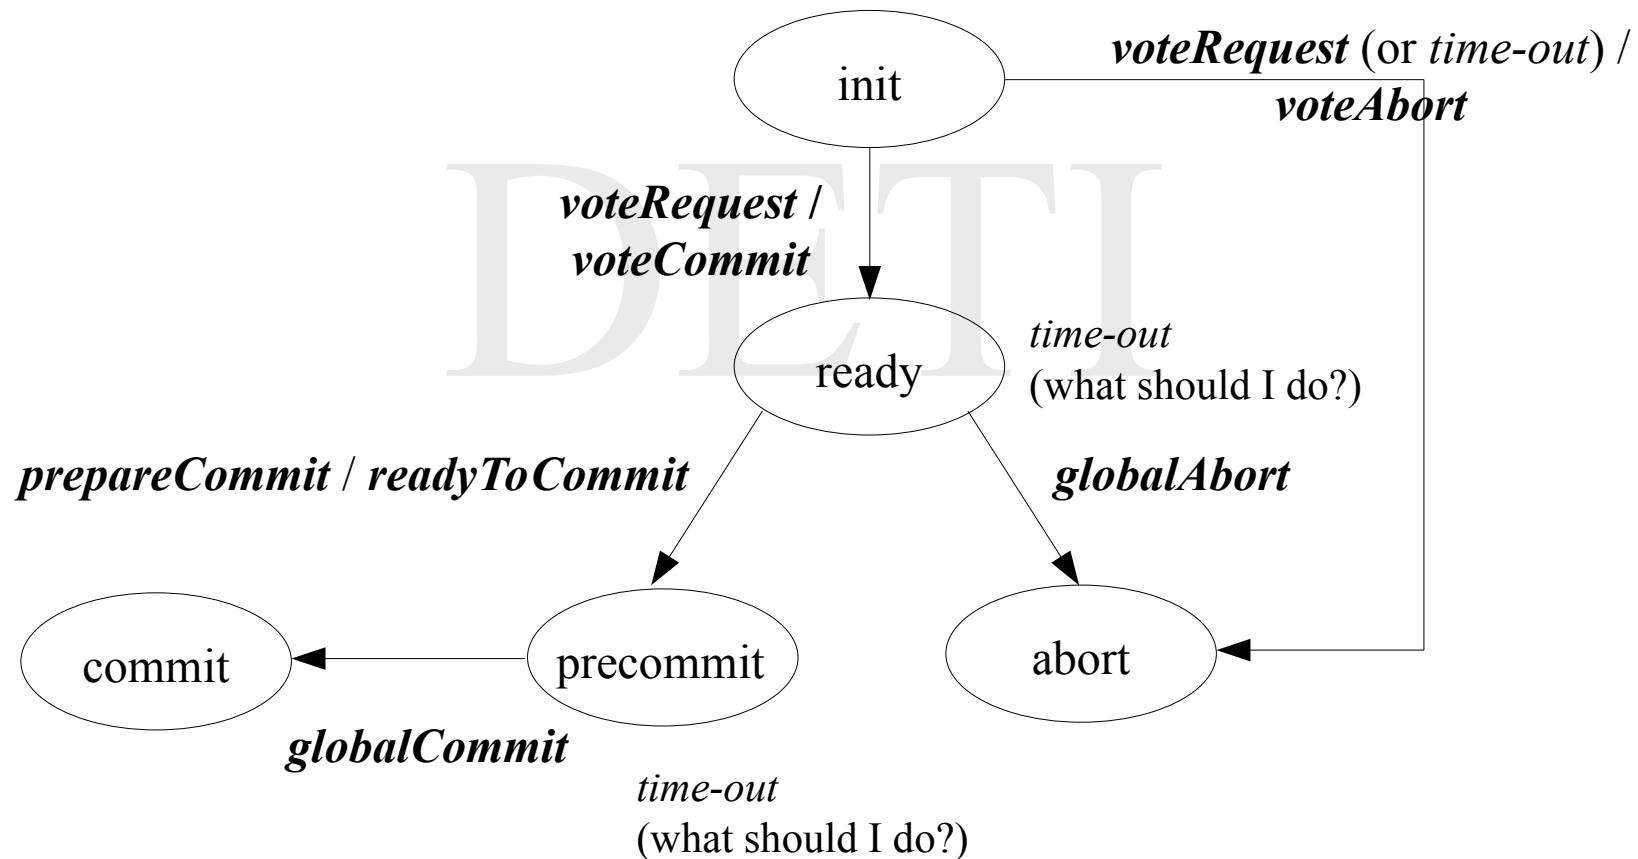 init
voteRequest (or time-out) /
voteAbort
DETI
voteRequest /
voteCommit
ready
time-out
(what should I do?)
prepareCommit / readyToCommit
globalAbort
commit
precommit
abort
globalCommit
time-out
(what should I do?)